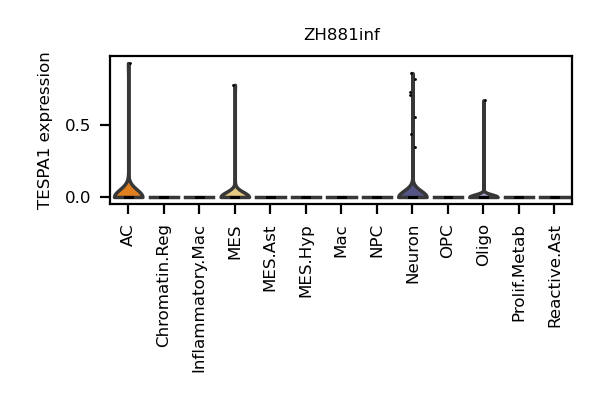 ZH881inf
TESPA1 expression
0.5
0.0
AC
Chromatin.Reg
Inflammatory.Mac
MES
MES.Ast
MES.Hyp
Mac
NPC
Neuron
OPC
Oligo
Prolif.Metab
Reactive.Ast